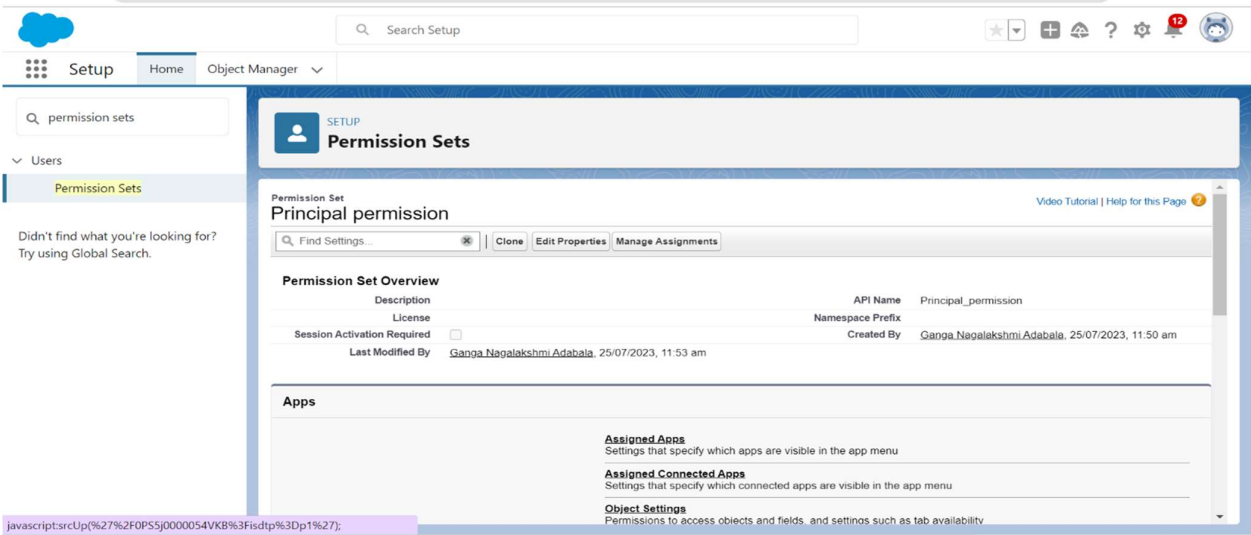 Search Setup
12
Setup Home Object Manager
permission sets
Users
Permission Sets
Didn't find what you're looking for?
Try using Global Search.
SETUP
Permission Sets
Permission Set
Principal permission
Video Tutorial | Help for this Page
Find Settings... | Clone Edit Properties Manage Assignments
Permission Set Overview
Description API Name Principal_permission
License Namespace Prefix
Session Activation Required Created By Ganga Nagalakshmi Adabala, 25/07/2023, 11:50 am
Last Modified By Ganga Nagalakshmi Adabala, 25/07/2023, 11:53 am
Apps
Assigned Apps
Settings that specify which apps are visible in the app menu
Assigned Connected Apps
Settings that specify which connected apps are visible in the app menu
Object Settings
Permissions to access objects and fields, and settings such as tab availability
javascript:srcUp(%27%2F0PS5j0000054VKB%3Fisdtp%3Dp1%27);